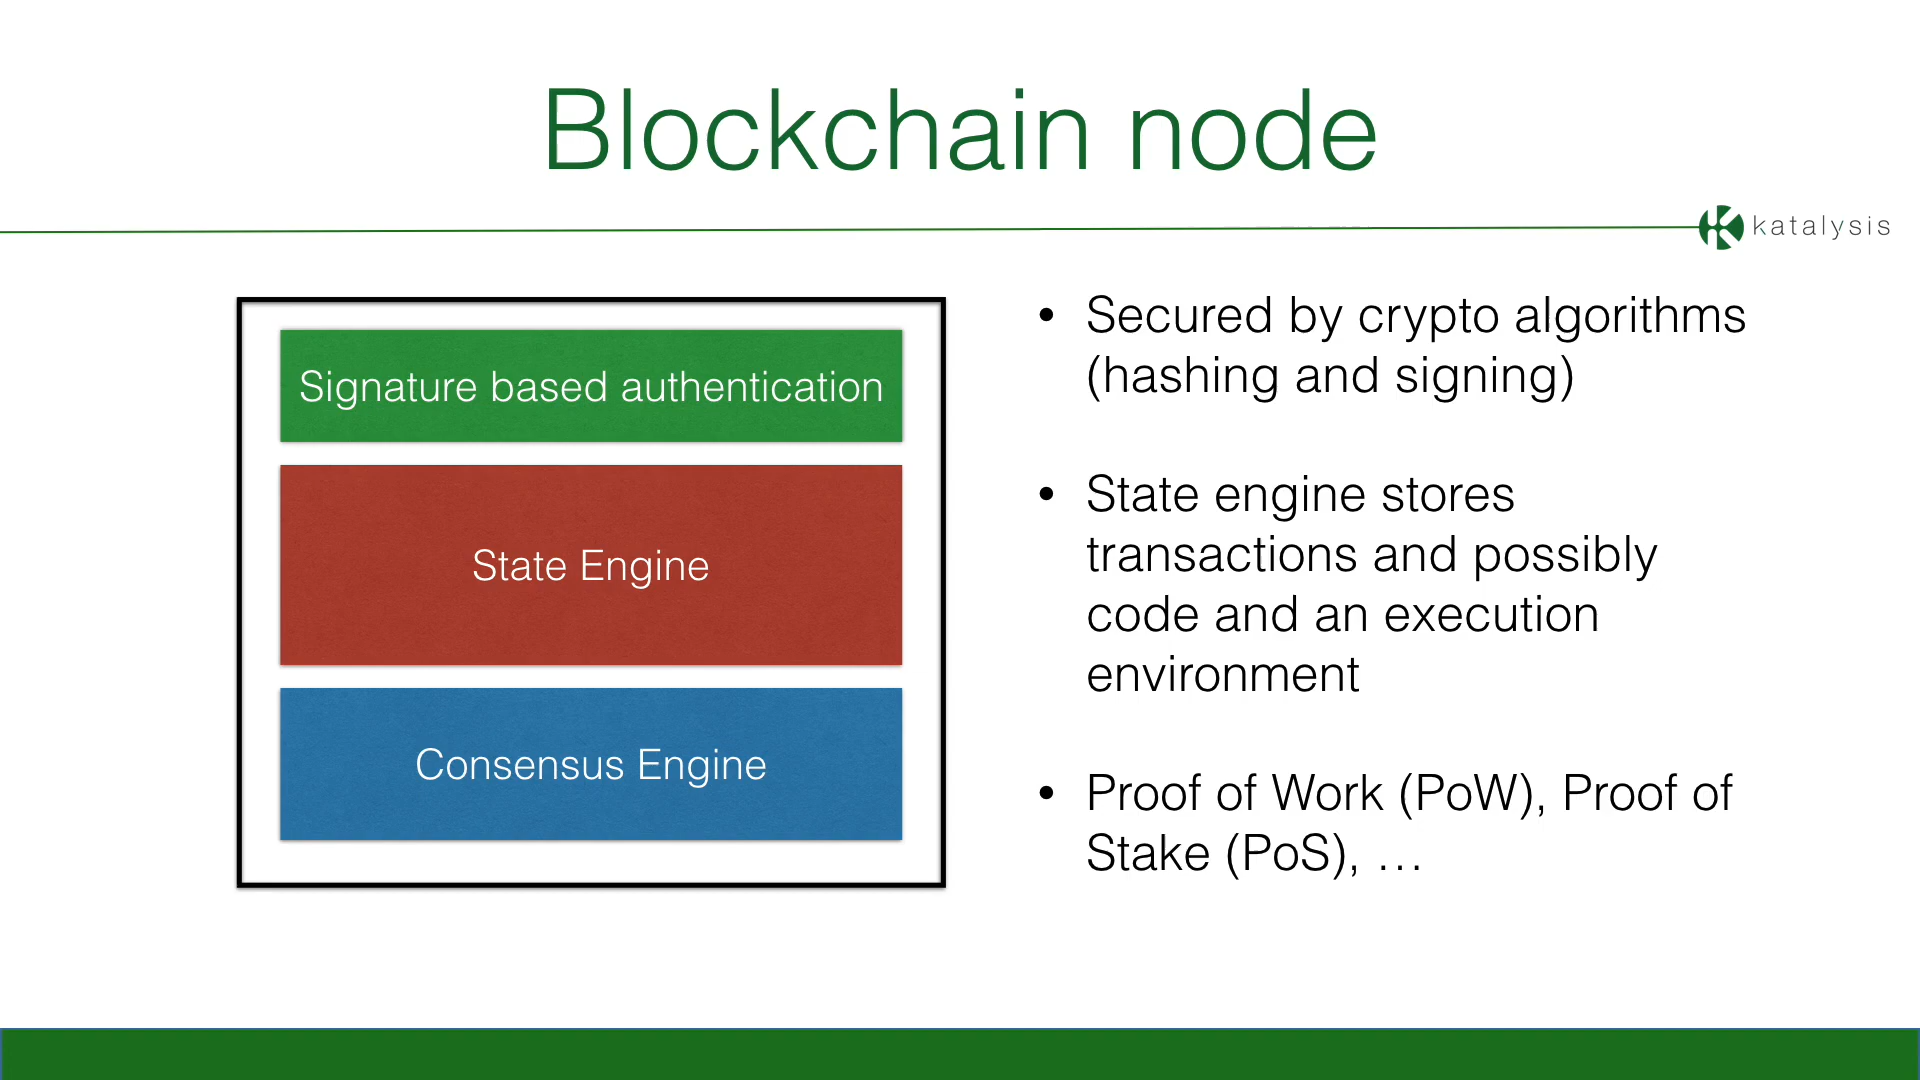 Blockchain node
katalysis
Signature based authentication
State Engine
Consensus Engine
• Secured by crypto algorithms
(hashing and signing)
• State engine stores
transactions and possibly
code and an execution
environment
• Proof of Work (PoW), Proof of
Stake (PoS), …